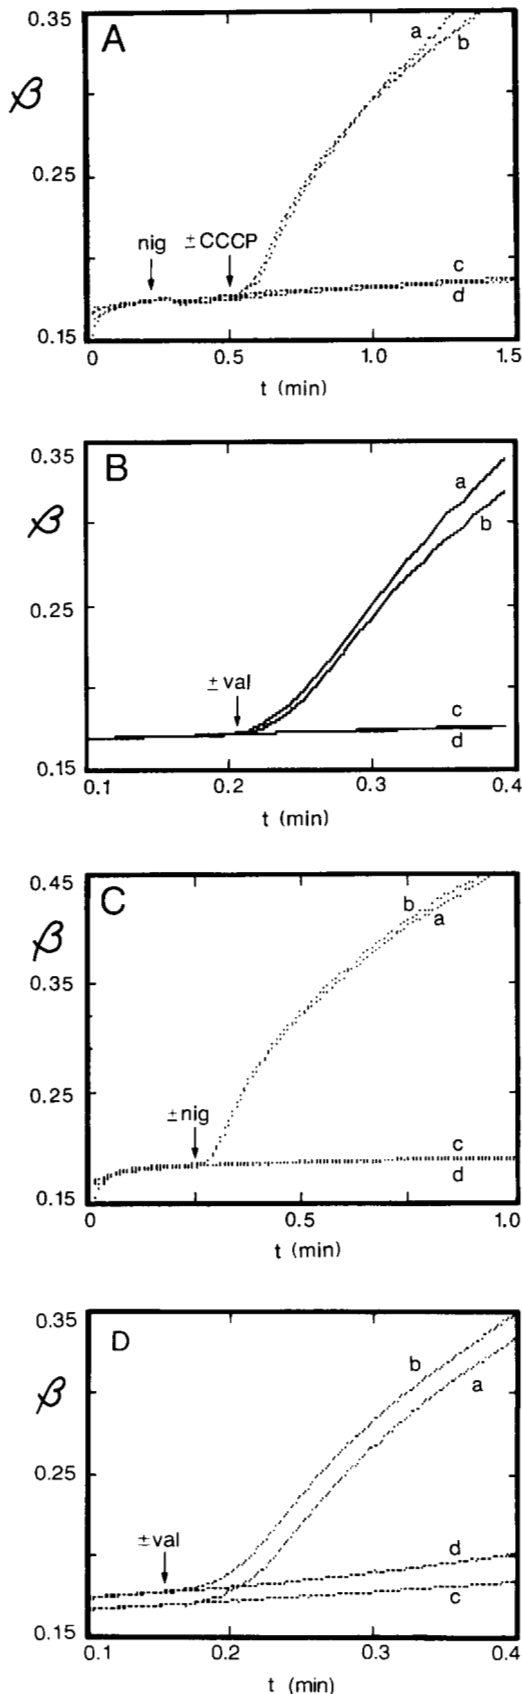 0.35
A
a
b
β
0.25
nig
±CCCP
c
d
0.15
0
0.5
1.0
1.5
t (min)
0.35
B
a
β
b
0.25
±val
c
d
0.15
0.1
0.2
0.3
0.4
t (min)
0.45
C
b
a
β
0.35
0.25
±nig
c
d
0.15
0
0.5
1.0
t (min)
0.35
D
b
a
β
0.25
±val
d
c
0.15
0.1
0.2
0.3
0.4
t (min)